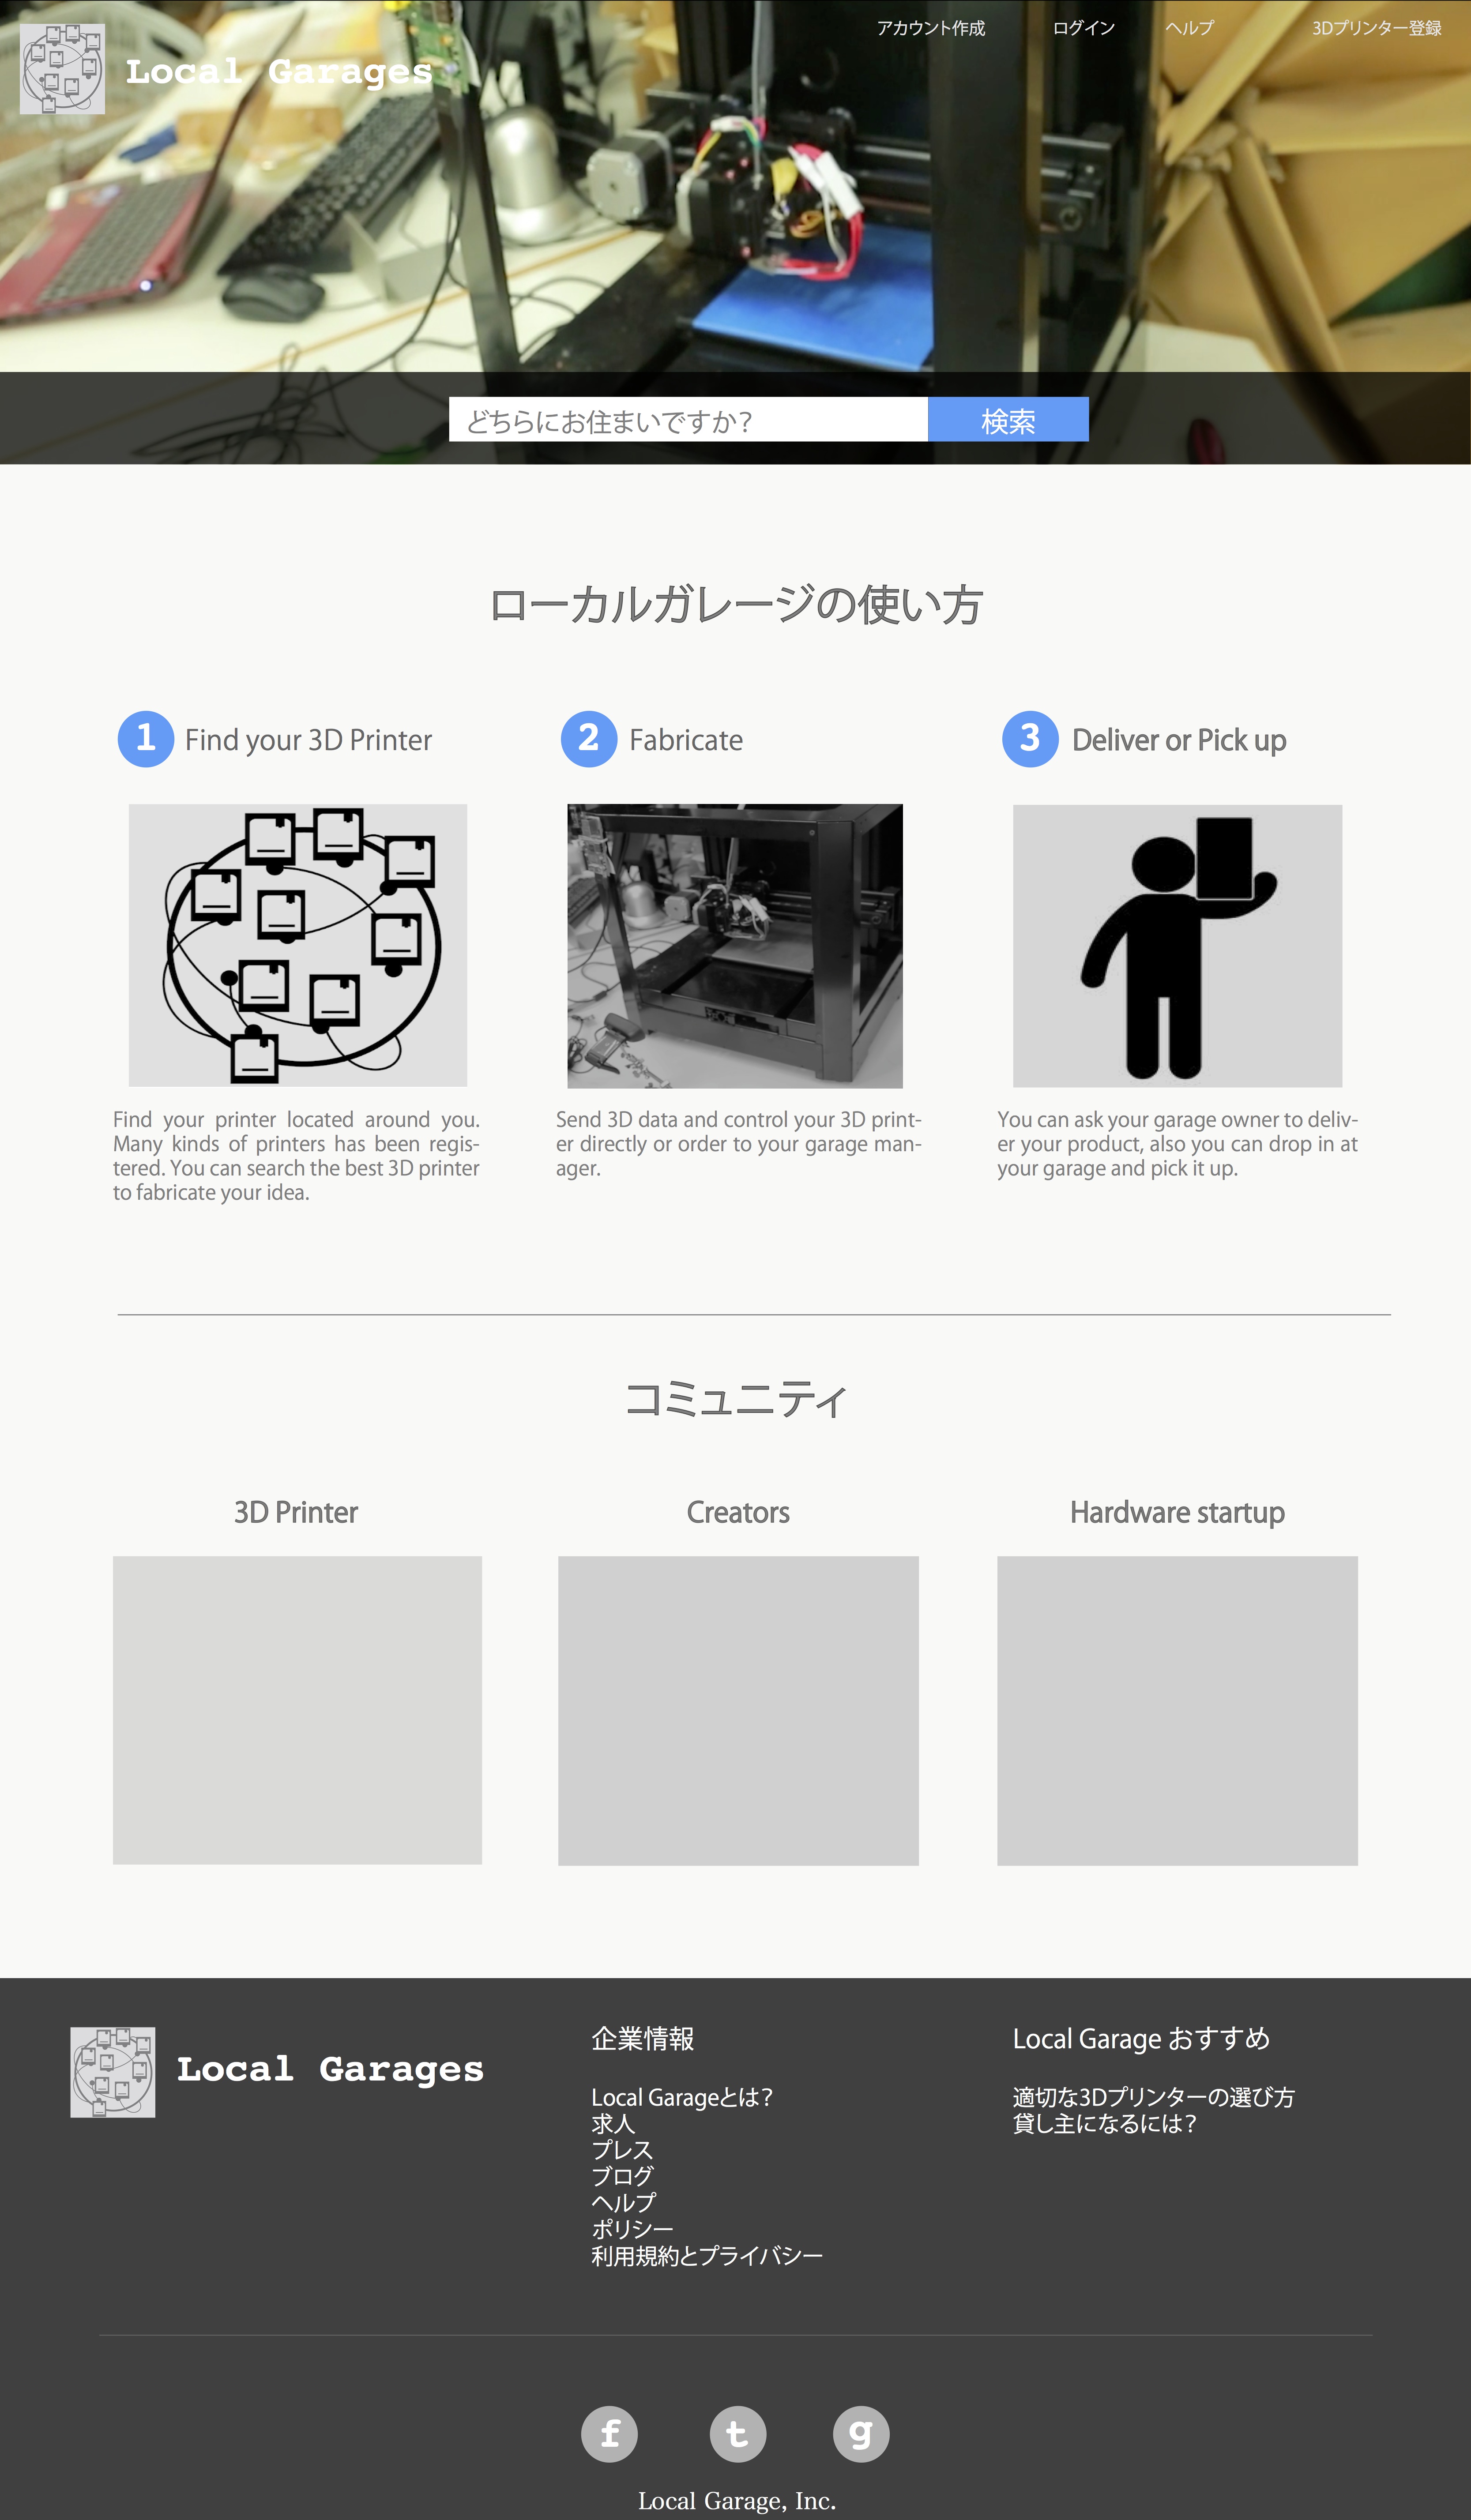 アカウント作成 ログイン ヘルプ 3Dプリンター登録
Local Garages
どちらにお住まいですか？ 検索
ローカルガレージの使い方
1 Find your 3D Printer
Find your printer located around you.
Many kinds of printers has been regis-
tered. You can search the best 3D printer
to fabricate your idea.
2 Fabricate
Send 3D data and control your 3D print-
er directly or order to your garage man-
ager.
3 Deliver or Pick up
You can ask your garage owner to deliv-
er your product, also you can drop in at
your garage and pick it up.
コミュニティ
3D Printer
Creators
Hardware startup
Local Garages
企業情報
Local Garageとは？
求人
プレス
ブログ
ヘルプ
ポリシー
利用規約とプライバシー
Local Garage おすすめ
適切な3Dプリンターの選び方
貸し主になるには？
f t g
Local Garage, Inc.